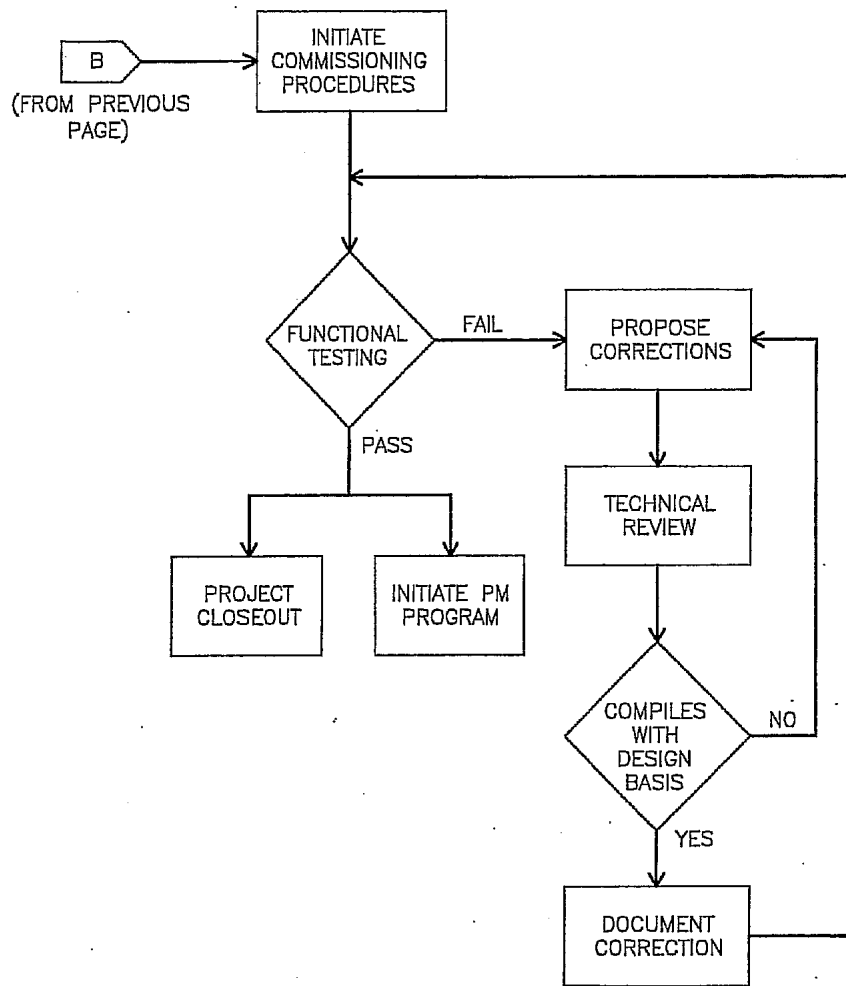 INITIATE
COMMISSIONING
PROCEDURES
B
(FROM PREVIOUS
PAGE)
FUNCTIONAL
TESTING
FAIL
PROPOSE
CORRECTIONS
PASS
TECHNICAL
REVIEW
PROJECT
CLOSEOUT
INITIATE PM
PROGRAM
COMPILES
WITH
DESIGN
BASIS
NO
YES
DOCUMENT
CORRECTION